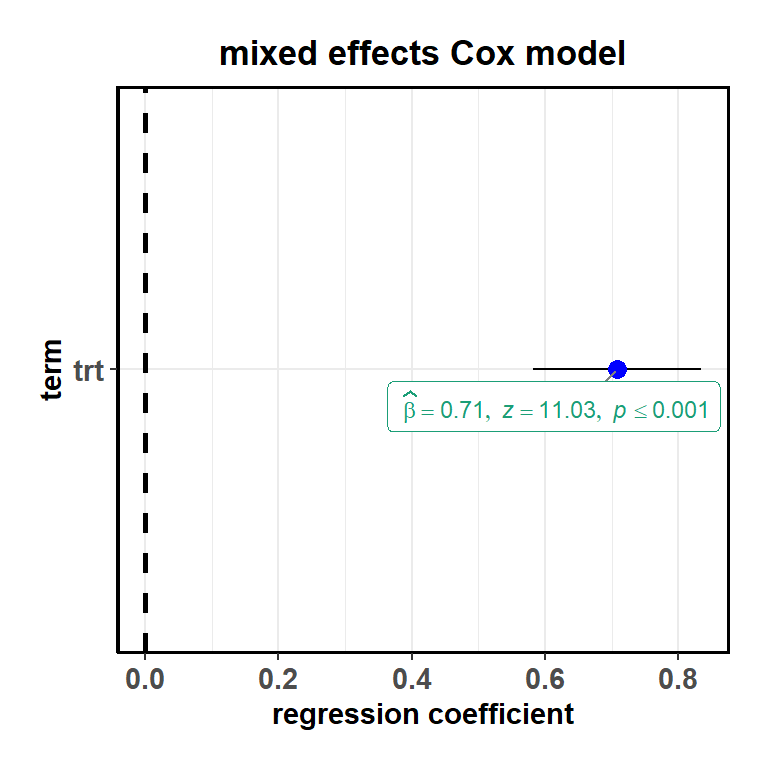 mixed effects Cox model
term
trt
β̂ = 0.71, z = 11.03, p ≤ 0.001
0.0 0.2 0.4 0.6 0.8
regression coefficient